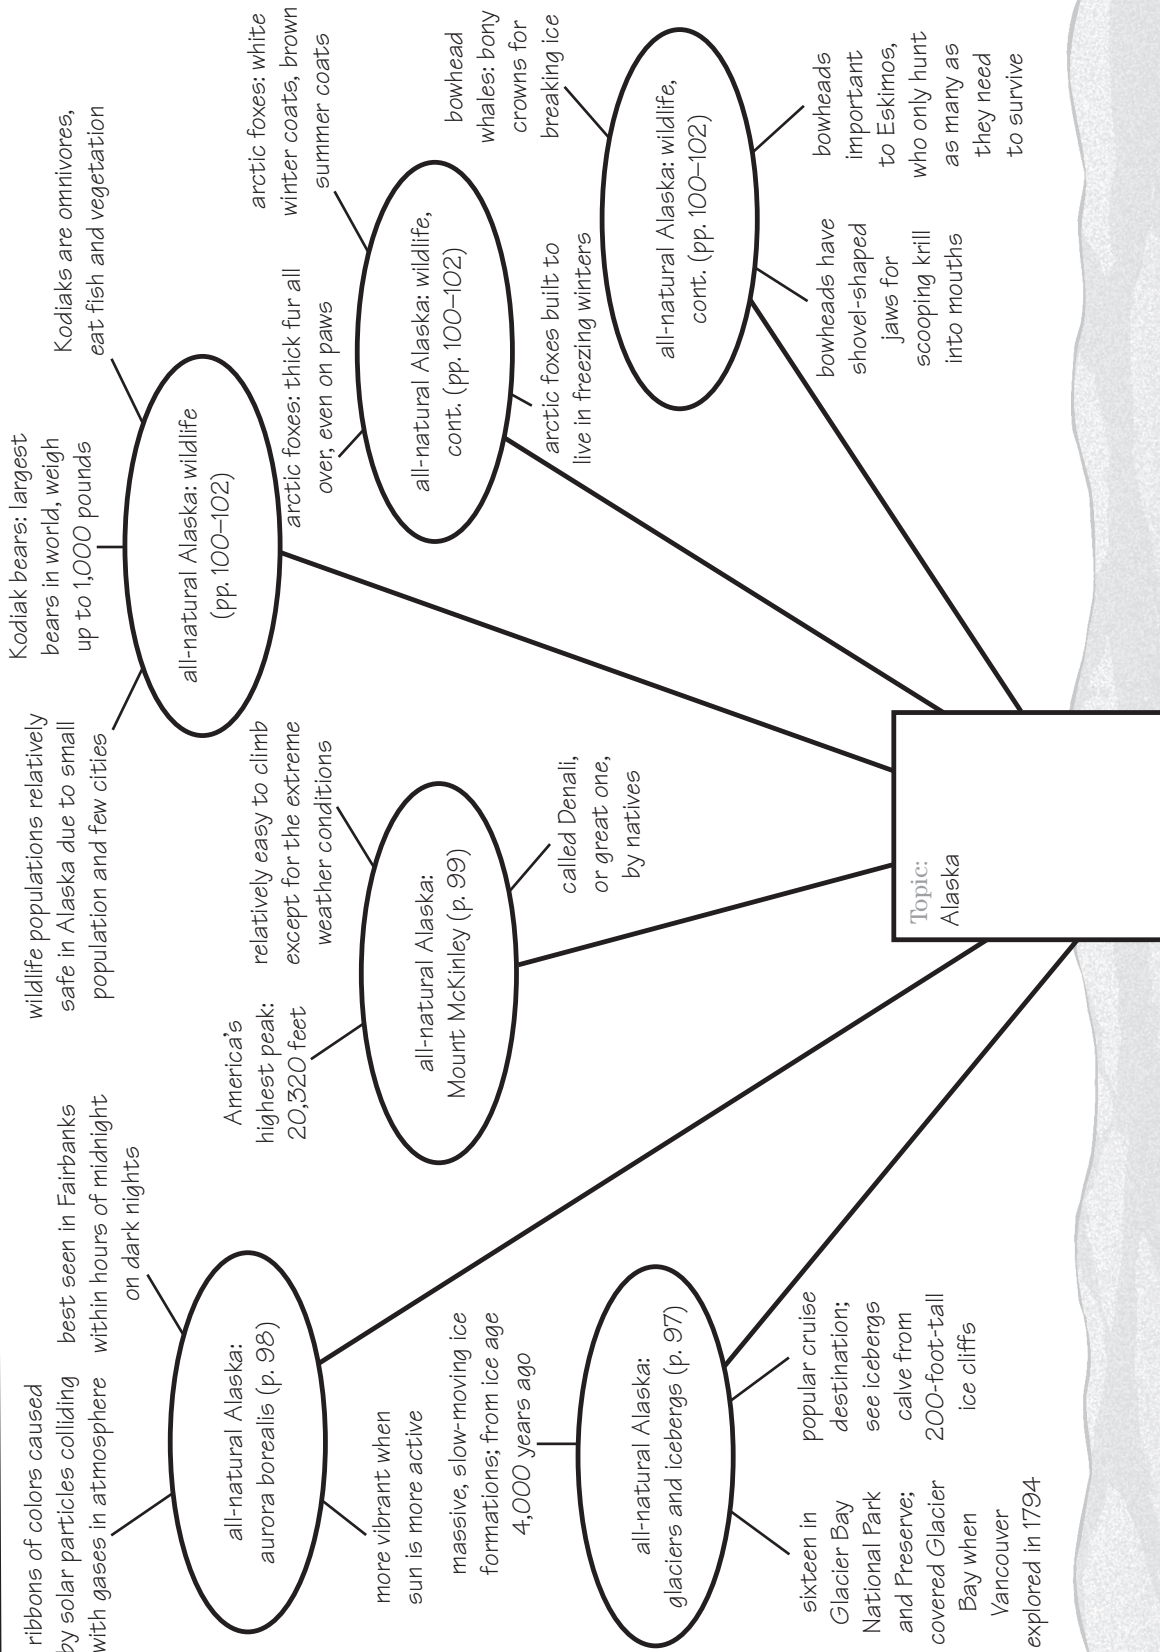 ribbons of colors caused
by solar particles colliding
with gases in atmosphere
best seen in Fairbanks
within hours of midnight
on dark nights
all-natural Alaska:
aurora borealis (p. 98)
more vibrant when
sun is more active
massive, slow-moving ice
formations; from ice age
4,000 years ago
all-natural Alaska:
glaciers and icebergs (p. 97)
sixteen in
Glacier Bay
National Park
and Preserve;
covered Glacier
Bay when
Vancouver
explored in 1794
popular cruise
destination;
see icebergs
calve from
200-foot-tall
ice cliffs
America's
highest peak:
20,320 feet
relatively easy to climb
except for the extreme
weather conditions
all-natural Alaska:
Mount McKinley (p. 99)
called Denali,
or great one,
by natives
wildlife populations relatively
safe in Alaska due to small
population and few cities
Kodiak bears: largest
bears in world, weigh
up to 1,000 pounds
Kodiaks are omnivores,
eat fish and vegetation
all-natural Alaska: wildlife
(pp. 100–102)
arctic foxes: thick fur all
over, even on paws
arctic foxes: white
winter coats, brown
summer coats
all-natural Alaska: wildlife,
cont. (pp. 100–102)
arctic foxes built to
live in freezing winters
bowhead
whales: bony
crowns for
breaking ice
all-natural Alaska: wildlife,
cont. (pp. 100–102)
bowheads have
shovel-shaped
jaws for
scooping krill
into mouths
bowheads
important
to Eskimos,
who only hunt
as many as
they need
to survive
Topic:
Alaska